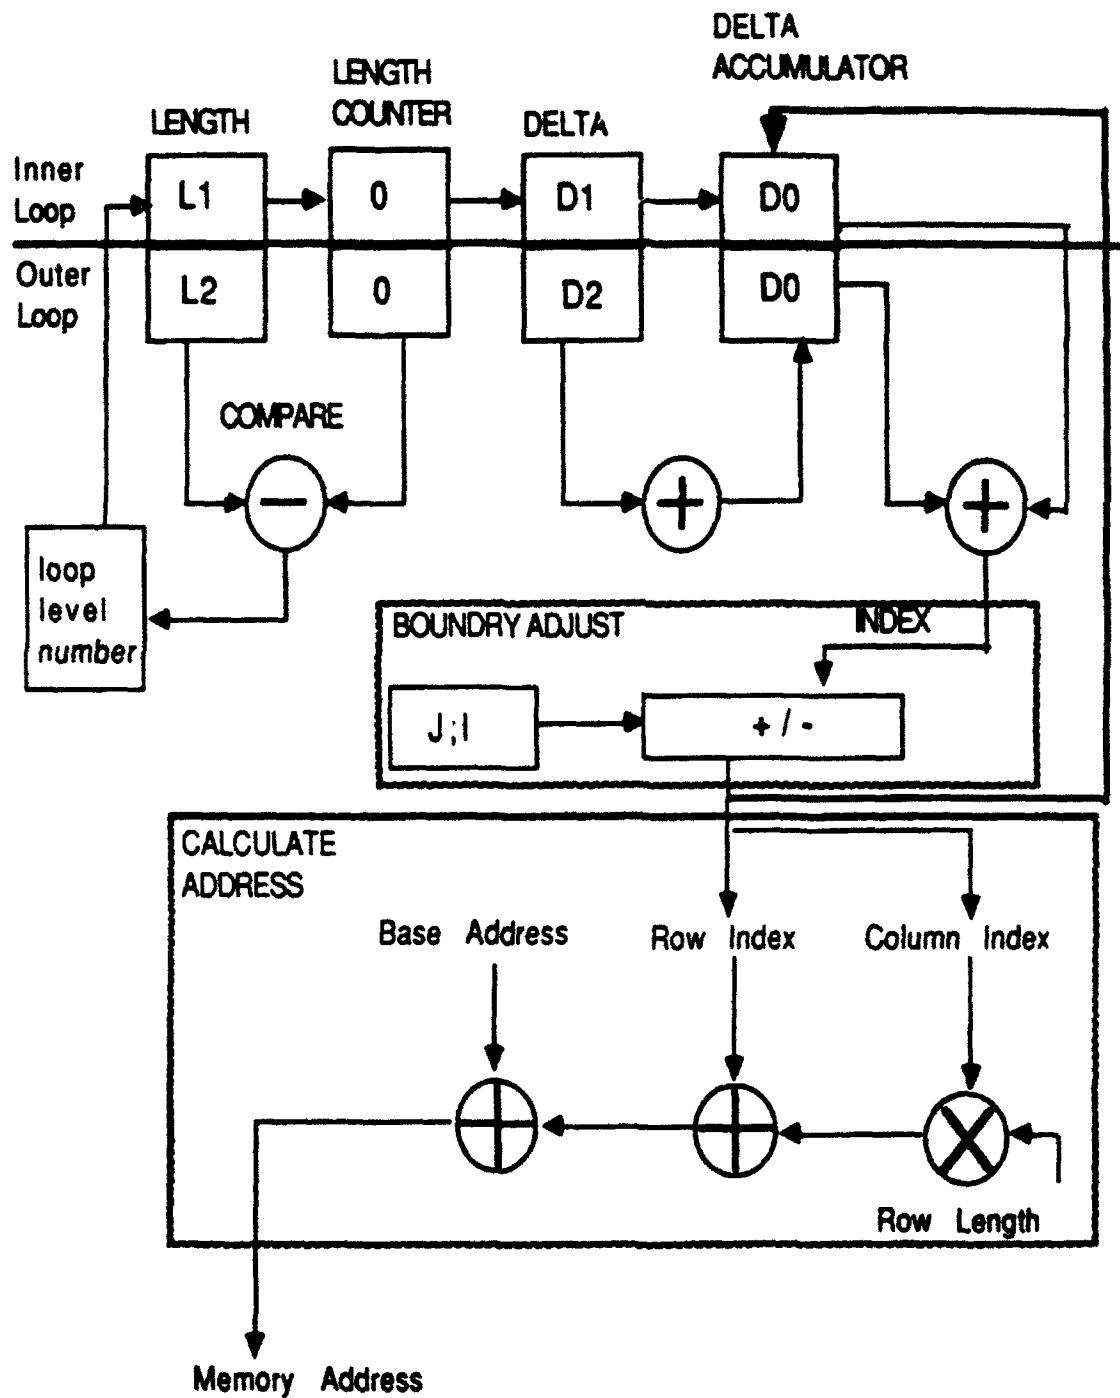 DELTA
ACCUMULATOR
LENGTH
COUNTER
LENGTH
DELTA
Inner
Loop
L1
0
D1
D0
Outer
Loop
L2
0
D2
D0
COMPARE
−
+
+
loop
level
number
BOUNDRY ADJUST
INDEX
J;I
+ / -
CALCULATE
ADDRESS
Base Address
Row Index
Column Index
Row Length
Memory Address